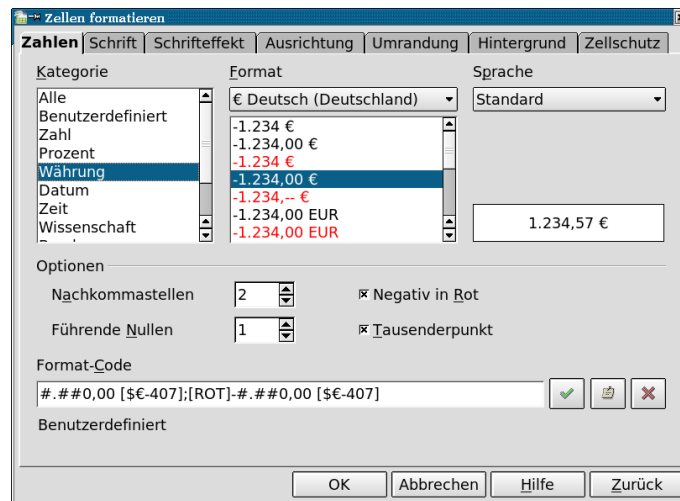 Zellen formatieren
Zahlen Schrift Schrifteffekt Ausrichtung Umrandung Hintergrund Zellschutz
Kategorie Format Sprache
Alle
Benutzerdefiniert
Zahl
Prozent
Währung
Datum
Zeit
Wissenschaft
€ Deutsch (Deutschland)
-1.234 €
-1.234,00 €
-1.234 €
-1.234,00 €
-1.234,-- €
-1.234,00 EUR
-1.234,00 EUR
Standard
1.234,57 €
Optionen
Nachkommastellen 2 Negativ in Rot
Führende Nullen 1 Tausenderpunkt
Format-Code
#.##0,00 [$€-407];[ROT]-#.##0,00 [$€-407]
Benutzerdefiniert
OK Abbrechen Hilfe Zurück